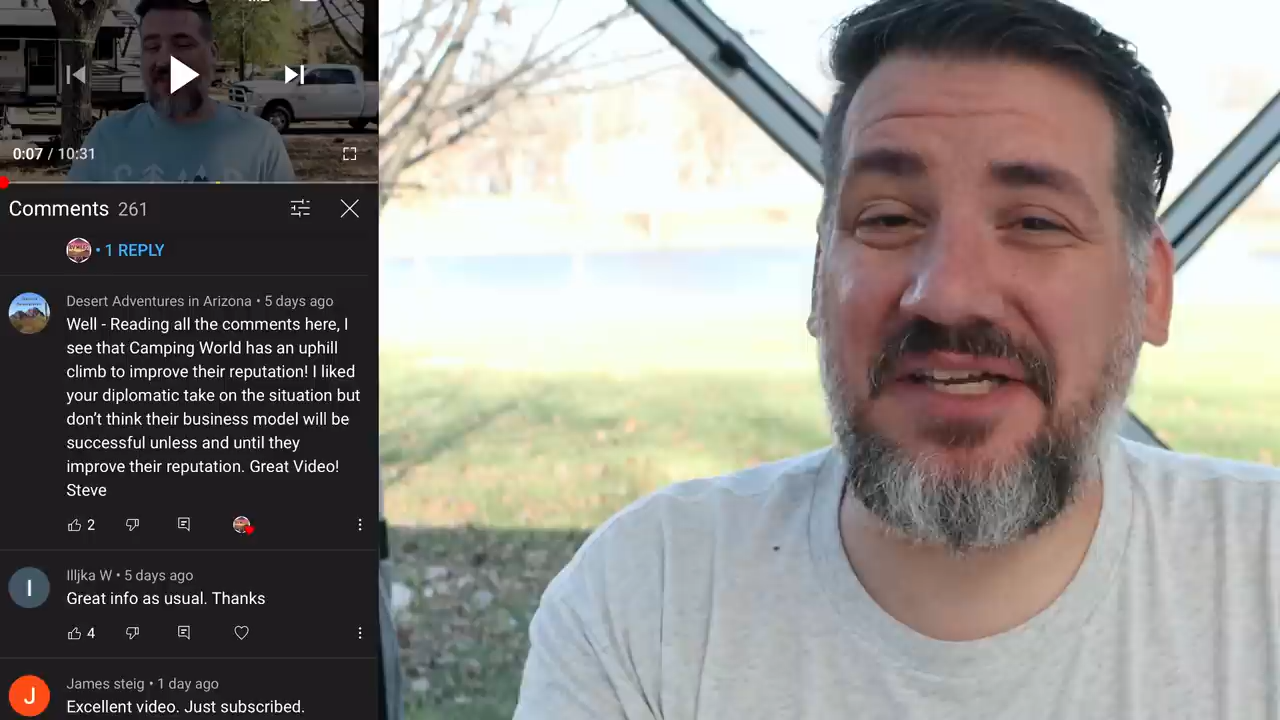 0:07 / 10:31
Comments 261
• 1 REPLY
Desert Adventures in Arizona • 5 days ago
Well - Reading all the comments here, I
see that Camping World has an uphill
climb to improve their reputation! I liked
your diplomatic take on the situation but
don’t think their business model will be
successful unless and until they
improve their reputation. Great Video!
Steve
2
I
Illjka W • 5 days ago
Great info as usual. Thanks
4
J
James steig • 1 day ago
Excellent video. Just subscribed.